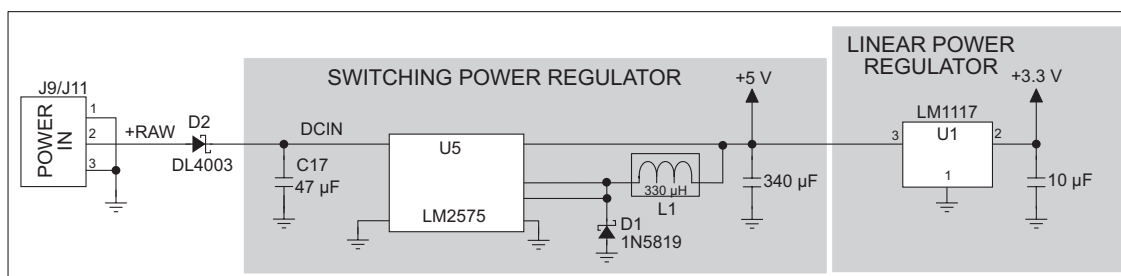 SWITCHING POWER REGULATOR
LINEAR POWER
REGULATOR
+5 V
+3.3 V
J9/J11
POWER
IN
1
2
3
+RAW
D2
DL4003
DCIN
C17
47 µF
U5
LM2575
330 µH
L1
D1
1N5819
340 µF
LM1117
U1
3
2
1
10 µF